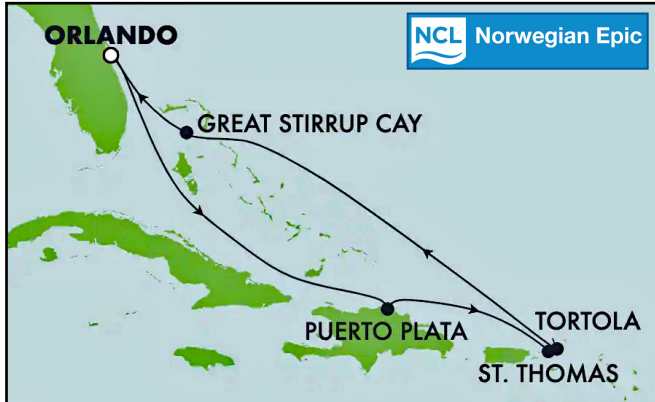 NCL Norwegian Epic
ORLANDO
GREAT STIRRUP CAY
PUERTO PLATA
TORTOLA
ST. THOMAS